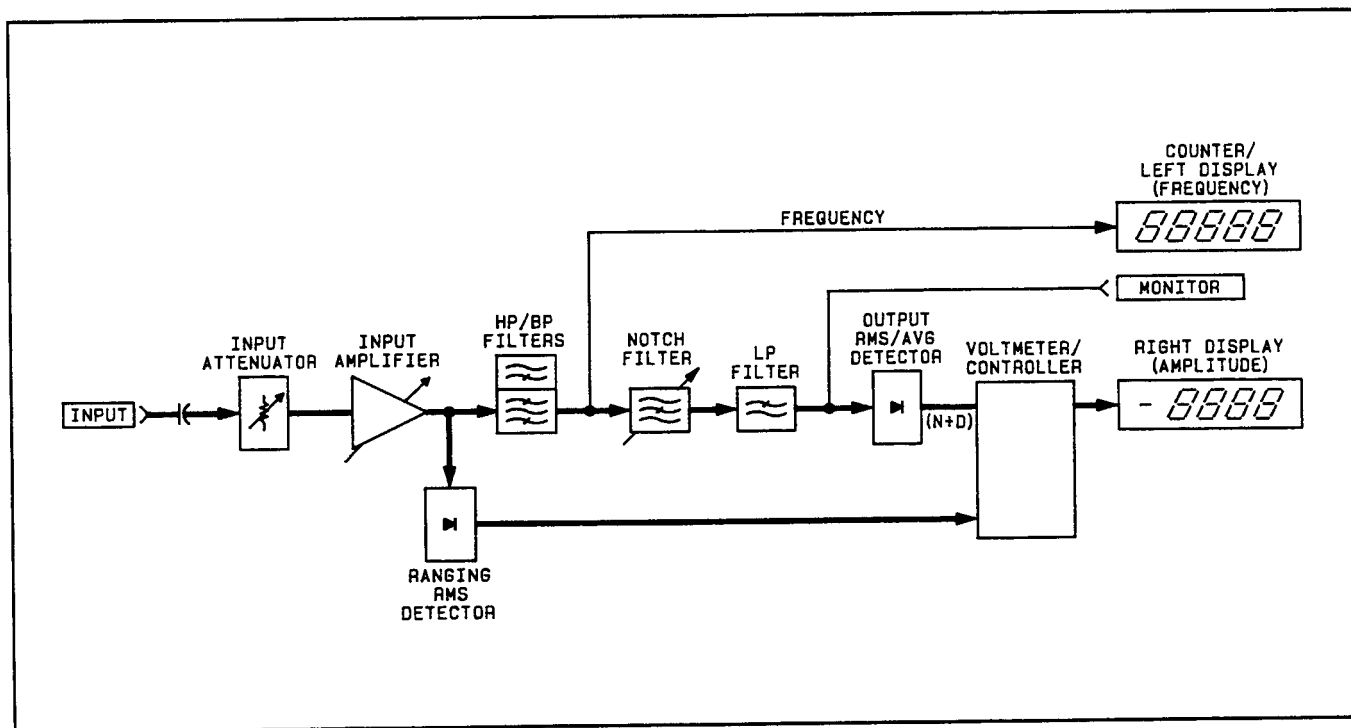 COUNTER/
LEFT DISPLAY
(FREQUENCY)
88888
FREQUENCY
MONITOR
HP/BP
FILTERS
INPUT
ATTENUATOR
INPUT
AMPLIFIER
NOTCH
FILTER
LP
FILTER
OUTPUT
RMS/AVG
DETECTOR
VOLTMETER/
CONTROLLER
RIGHT DISPLAY
(AMPLITUDE)
INPUT
(N+D)
- 8888
RANGING
RMS
DETECTOR